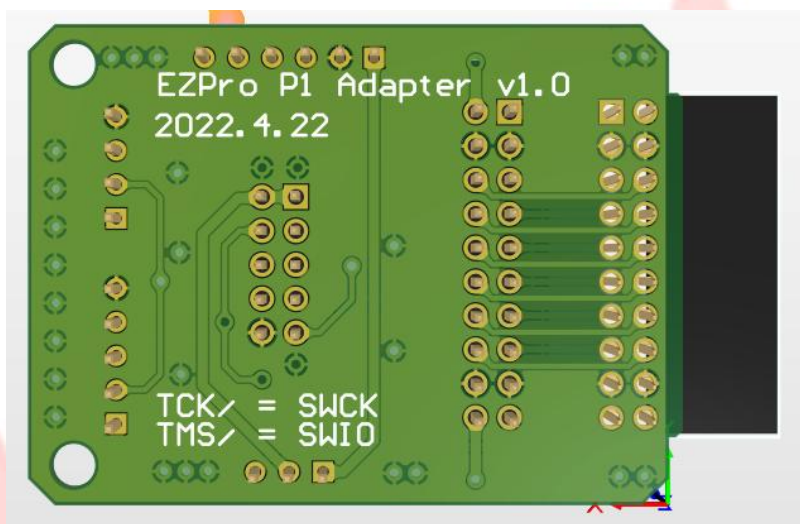 EZPro P1 Adapter v1.0
2022.4.22
TCK/ = SWCK
TMS/ = SWIO